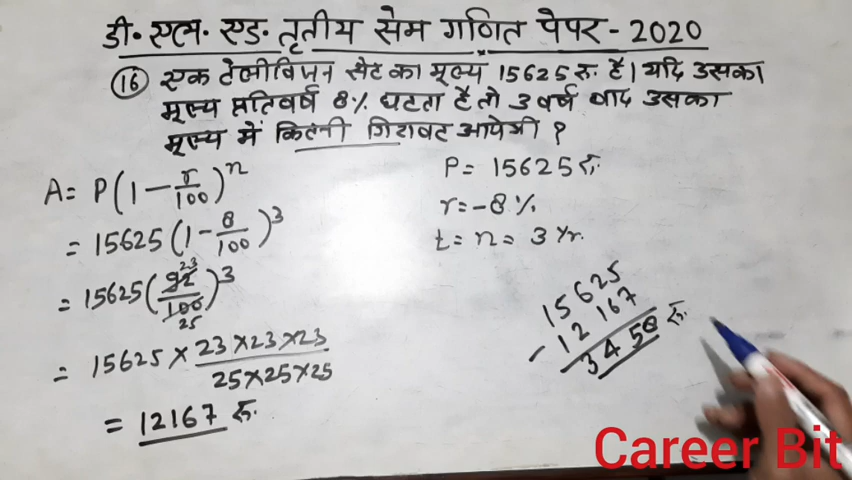 डी. एल. एड. तृतीय सेम गणित पेपर - 2020
(16) एक टेलीविजन सेट का मूल्य 15625 रु. है। यदि उसका
मूल्य प्रतिवर्ष 8% घटता है तो 3 वर्ष बाद उसका
मूल्य में कितनी गिरावट आयेगी ?
A = P(1 - r/100)^n
= 15625(1 - 8/100)^3
= 15625(92/100)^3
23
25
= 15625 × 23×23×23/25×25×25
= 12167 रु.
P = 15625 रु.
r = -8 %
t = n = 3 Yr.
15625
- 12167
3458 रु.
Career Bit